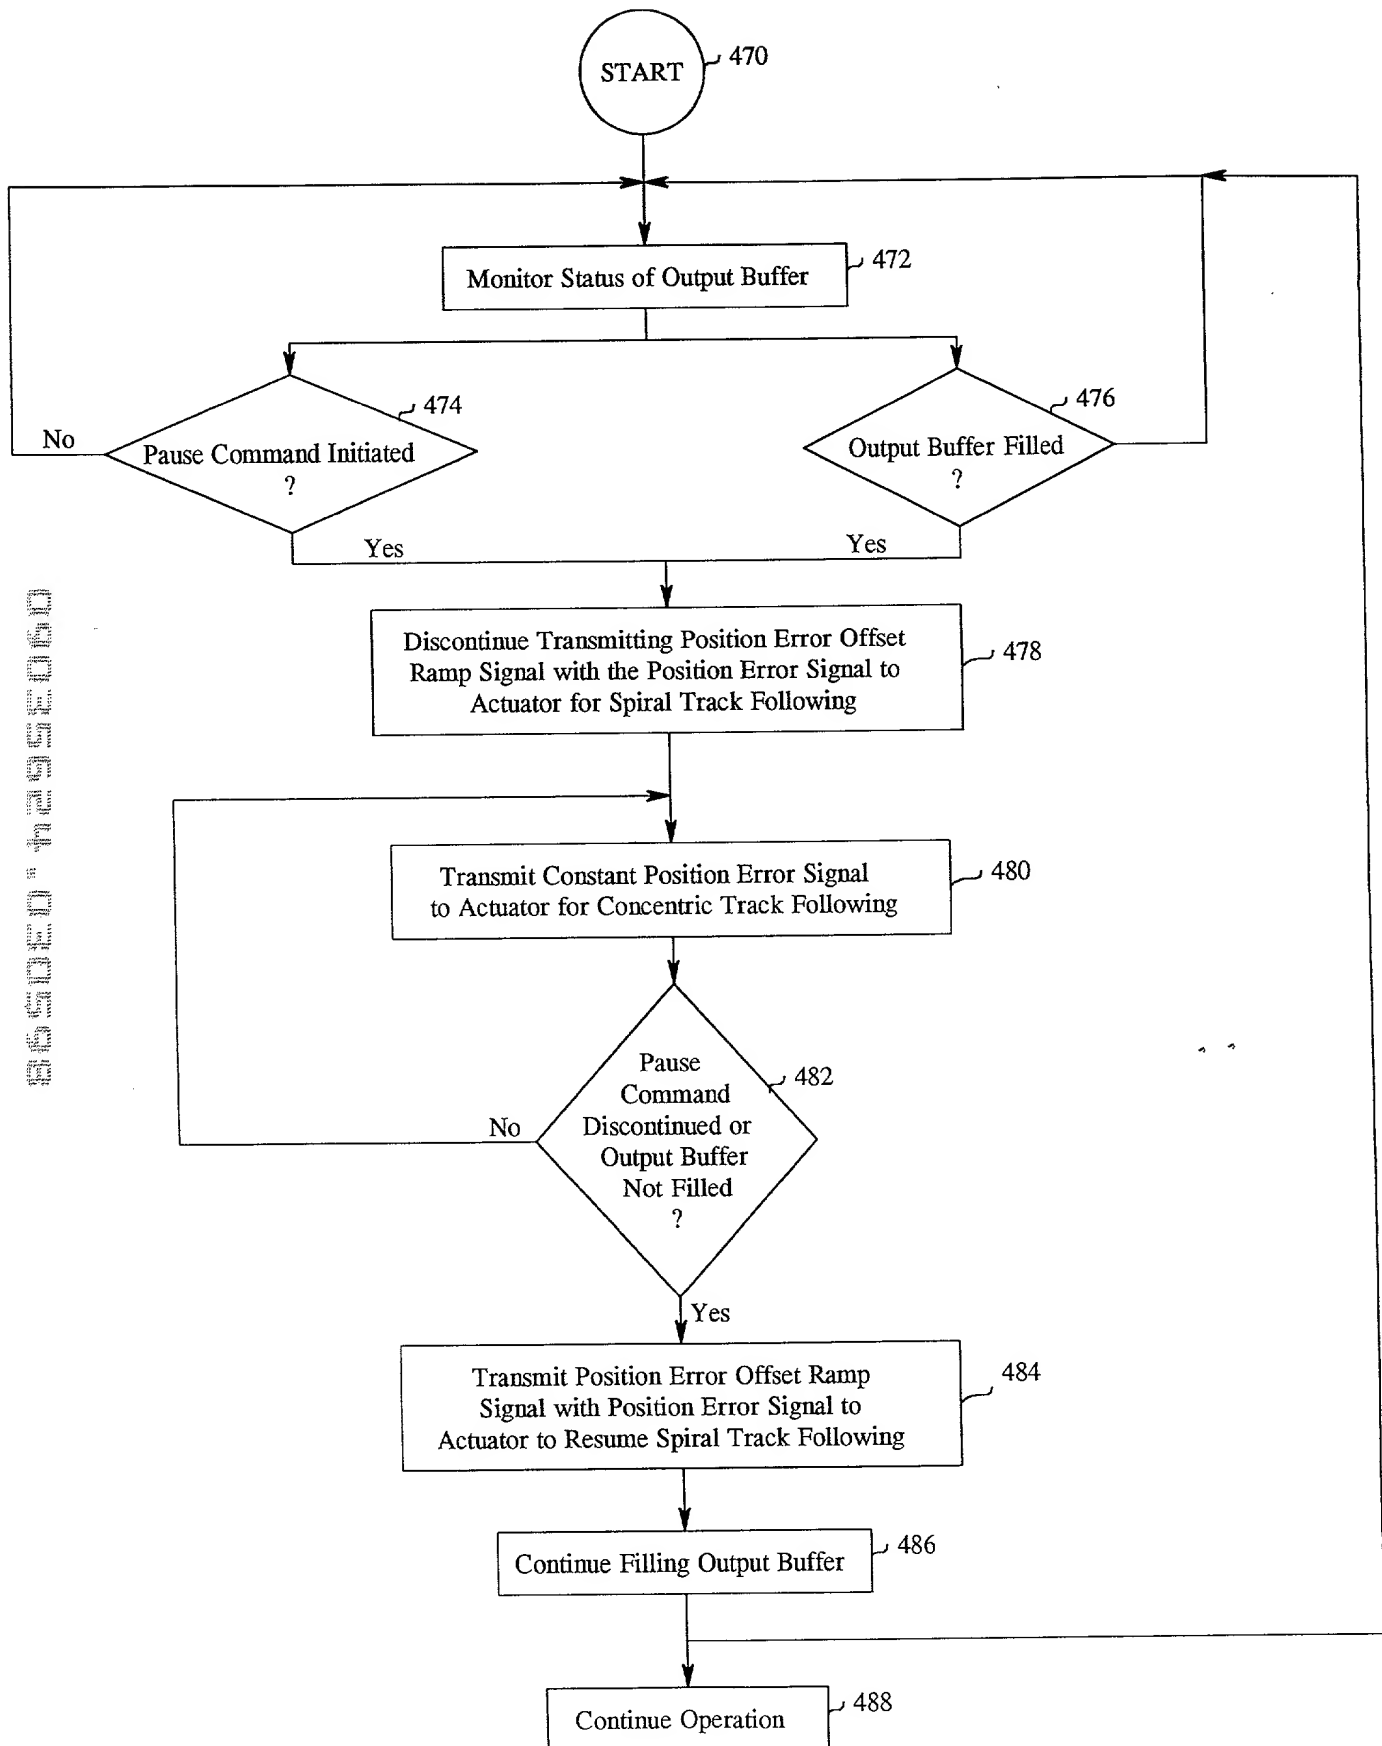 START
470
Monitor Status of Output Buffer
472
474
476
No
Pause Command Initiated
?
Output Buffer Filled
?
Yes
Yes
Discontinue Transmitting Position Error Offset
Ramp Signal with the Position Error Signal to
Actuator for Spiral Track Following
478
Transmit Constant Position Error Signal
to Actuator for Concentric Track Following
480
Pause
Command
Discontinued or
Output Buffer
Not Filled
?
482
No
Yes
Transmit Position Error Offset Ramp
Signal with Position Error Signal to
Actuator to Resume Spiral Track Following
484
Continue Filling Output Buffer
486
Continue Operation
488
09035624.030598